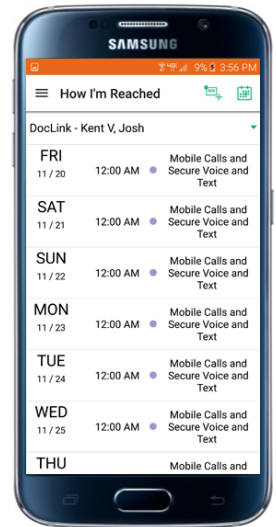 SAMSUNG
9% 3:56 PM
How I'm Reached
DocLink - Kent V, Josh
FRI
11 / 20
12:00 AM
Mobile Calls and
Secure Voice and
Text
SAT
11 / 21
12:00 AM
Mobile Calls and
Secure Voice and
Text
SUN
11 / 22
12:00 AM
Mobile Calls and
Secure Voice and
Text
MON
11 / 23
12:00 AM
Mobile Calls and
Secure Voice and
Text
TUE
11 / 24
12:00 AM
Mobile Calls and
Secure Voice and
Text
WED
11 / 25
12:00 AM
Mobile Calls and
Secure Voice and
Text
THU
Mobile Calls and